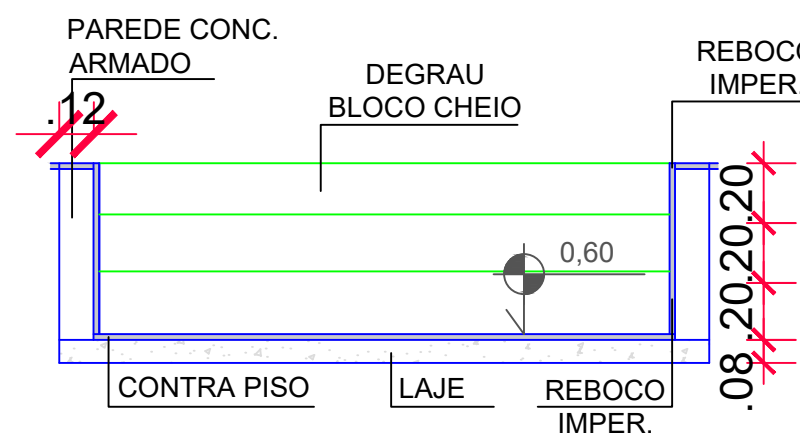 PAREDE CONC.
ARMADO
REBOCO
IMPER.
DEGRAU
BLOCO CHEIO
.12
.20
.20
.20
.08
0,60
CONTRA PISO
LAJE
REBOCO
IMPER.